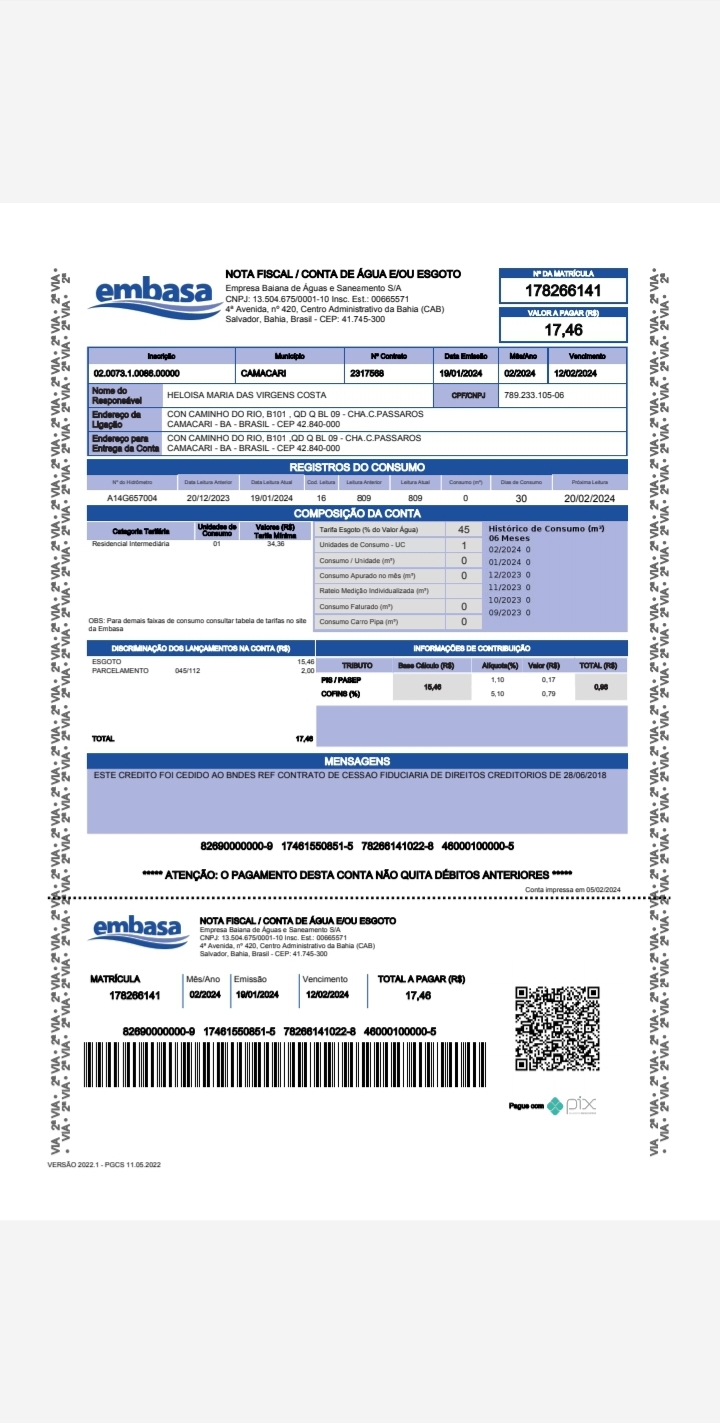 embasa
NOTA FISCAL / CONTA DE ÁGUA E/OU ESGOTO
Empresa Baiana de Águas e Saneamento S/A
CNPJ: 13.504.675/0001-10 Insc. Est.: 00665571
4ª Avenida, nº 420, Centro Administrativo da Bahia (CAB)
Salvador, Bahia, Brasil - CEP: 41.745-300
Nº DA MATRÍCULA
178266141
VALOR A PAGAR (R$)
17,46
Inscrição Município Nº Contrato Data Emissão Mês/Ano Vencimento
02.0073.1.0086.00000 CAMACARI 2317568 19/01/2024 02/2024 12/02/2024
Nome do Responsável HELOISA MARIA DAS VIRGENS COSTA CPF/CNPJ 789.233.105-06
Endereço da Ligação CON CAMINHO DO RIO, B101 , QD Q BL 09 - CHA.C.PASSAROS
CAMACARI - BA - BRASIL - CEP 42.840-000
Endereço para Entrega da Conta CON CAMINHO DO RIO, B101 ,QD Q BL 09 - CHA.C.PASSAROS
CAMACARI - BA - BRASIL - CEP 42.840-000
REGISTROS DO CONSUMO
Nº do Hidrômetro Data Leitura Anterior Data Leitura Atual Cod. Leitura Leitura Anterior Leitura Atual Consumo (m³) Dias de Consumo Próxima Leitura
A14G657004 20/12/2023 19/01/2024 16 809 809 0 30 20/02/2024
COMPOSIÇÃO DA CONTA
Categoria Tarifária Unidades de Consumo Valores (R$) Tarifa Mínima
Residencial Intermediária 01 34,36
OBS: Para demais faixas de consumo consultar tabela de tarifas no site
da Embasa
Tarifa Esgoto (% do Valor Água) 45
Unidades de Consumo - UC 1
Consumo / Unidade (m³) 0
Consumo Apurado no mês (m³) 0
Rateio Medição Individualizada (m³)
Consumo Faturado (m³) 0
Consumo Carro Pipa (m³) 0
Histórico de Consumo (m³)
06 Meses
02/2024 0
01/2024 0
12/2023 0
11/2023 0
10/2023 0
09/2023 0
DISCRIMINAÇÃO DOS LANÇAMENTOS NA CONTA (R$)
ESGOTO 15,46
PARCELAMENTO 045/112 2,00
TOTAL 17,46
INFORMAÇÕES DE CONTRIBUIÇÃO
TRIBUTO Base Cálculo (R$) Alíquota(%) Valor (R$) TOTAL (R$)
PIS / PASEP 15,46 1,10 0,17 0,93
COFINS (%) 5,10 0,79
MENSAGENS
ESTE CREDITO FOI CEDIDO AO BNDES REF CONTRATO DE CESSAO FIDUCIARIA DE DIREITOS CREDITORIOS DE 28/06/2018
82690000000-9 17461550851-5 78266141022-8 46000100000-5
***** ATENÇÃO: O PAGAMENTO DESTA CONTA NÃO QUITA DÉBITOS ANTERIORES *****
Conta impressa em 05/02/2024
embasa
NOTA FISCAL / CONTA DE ÁGUA E/OU ESGOTO
Empresa Baiana de Águas e Saneamento S/A
CNPJ: 13.504.675/0001-10 Insc. Est.: 00665571
4ª Avenida, nº 420, Centro Administrativo da Bahia (CAB)
Salvador, Bahia, Brasil - CEP: 41.745-300
MATRÍCULA Mês/Ano Emissão Vencimento TOTAL A PAGAR (R$)
178266141 02/2024 19/01/2024 12/02/2024 17,46
82690000000-9 17461550851-5 78266141022-8 46000100000-5
Pague com pix
VERSÃO 2022.1 - PGCS 11.05.2022
2ª VIA • 2ª VIA • 2ª VIA • 2ª VIA